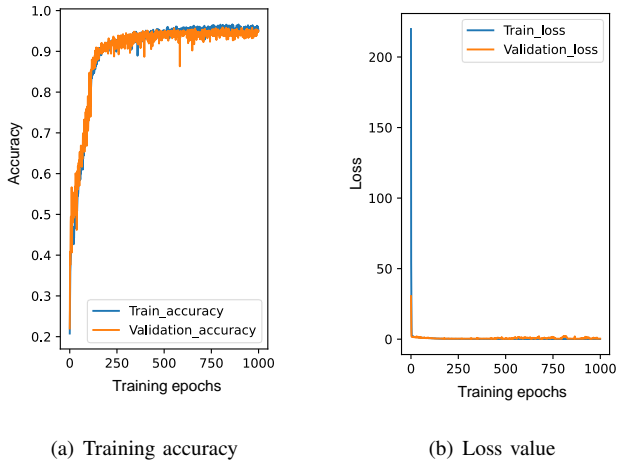 1.0
0.9
0.8
0.7
0.6
0.5
0.4
0.3
0.2
Accuracy
Train_accuracy
Validation_accuracy
0 250 500 750 1000
Training epochs
(a) Training accuracy
200
150
100
50
0
Loss
Train_loss
Validation_loss
0 250 500 750 1000
Training epochs
(b) Loss value